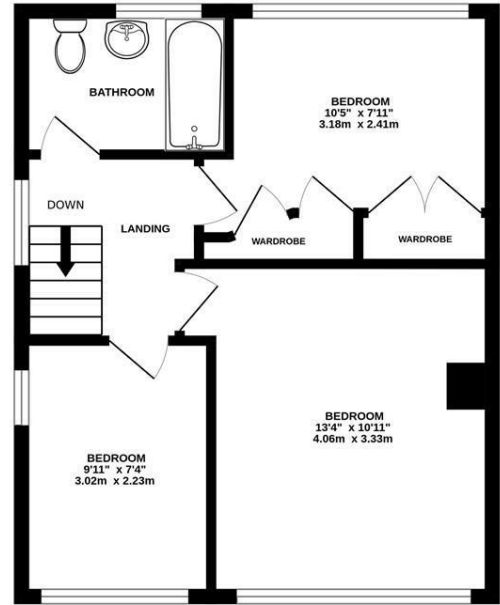 BATHROOM
BEDROOM
10'5" x 7'11"
3.18m x 2.41m
DOWN
LANDING
WARDROBE
WARDROBE
BEDROOM
13'4" x 10'11"
4.06m x 3.33m
BEDROOM
9'11" x 7'4"
3.02m x 2.23m